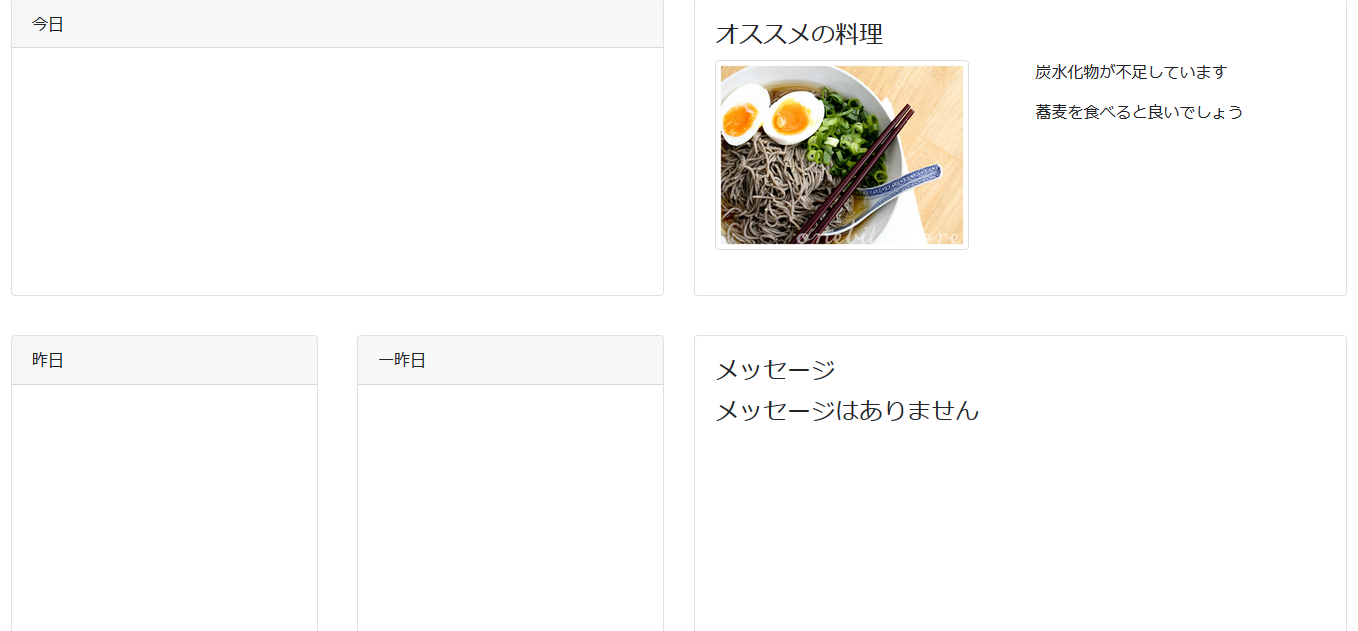 今日
オススメの料理
炭水化物が不足しています
蕎麦を食べると良いでしょう
昨日
一昨日
メッセージ
メッセージはありません